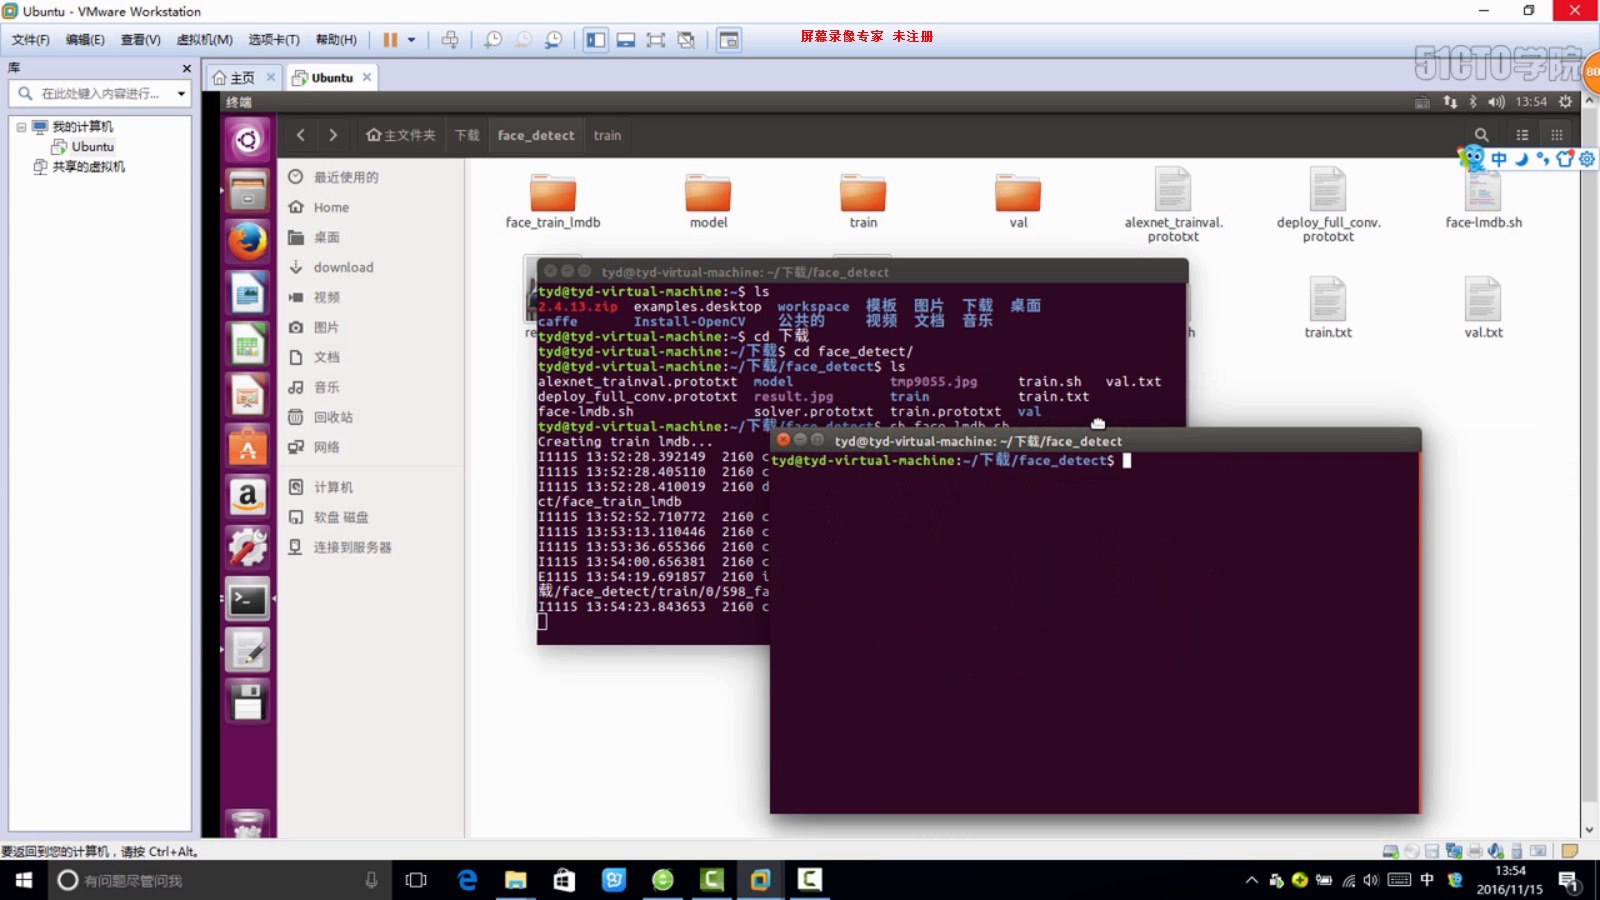 Ubuntu - VMware Workstation
文件(F) 编辑(E) 查看(V) 虚拟机(M) 选项卡(T) 帮助(H)
屏幕录像专家 未注册
51CTO学院
80
库
主页
Ubuntu
在此处键入内容进行...
我的计算机
Ubuntu
共享的虚拟机
终端
13:54
主文件夹 下载 face_detect train
中
最近使用的
Home
桌面
download
视频
图片
文档
音乐
回收站
网络
计算机
软盘 磁盘
连接到服务器
face_train_lmdb
model
train
val
alexnet_trainval.
prototxt
deploy_full_conv.
prototxt
face-lmdb.sh
train.txt
val.txt
tyd@tyd-virtual-machine: ~/下载/face_detect
tyd@tyd-virtual-machine:~$ ls
2.4.13.zip examples.desktop workspace 模板 图片 下载 桌面
caffe Install-OpenCV 公共的 视频 文档 音乐
tyd@tyd-virtual-machine:~$ cd 下载
tyd@tyd-virtual-machine:~/下载$ cd face_detect/
tyd@tyd-virtual-machine:~/下载/face_detect$ ls
alexnet_trainval.prototxt model tmp9055.jpg train.sh val.txt
deploy_full_conv.prototxt result.jpg train train.txt
face-lmdb.sh solver.prototxt train.prototxt val
tyd@tyd-virtual-machine:~/下载/face_detect$ sh face_lmdb.sh
Creating train lmdb...
I1115 13:52:28.392149 2160 c
I1115 13:52:28.405110 2160 c
I1115 13:52:28.410019 2160 d
ct/face_train_lmdb
I1115 13:52:52.710772 2160 c
I1115 13:53:13.110446 2160 c
I1115 13:53:36.655366 2160 c
I1115 13:54:00.656381 2160 c
E1115 13:54:19.691857 2160 i
载/face_detect/train/0/598_fa
I1115 13:54:23.843653 2160 c
tyd@tyd-virtual-machine: ~/下载/face_detect
tyd@tyd-virtual-machine:~/下载/face_detect$
要返回到您的计算机，请按 Ctrl+Alt。
有问题尽管问我
中
13:54
2016/11/15
1